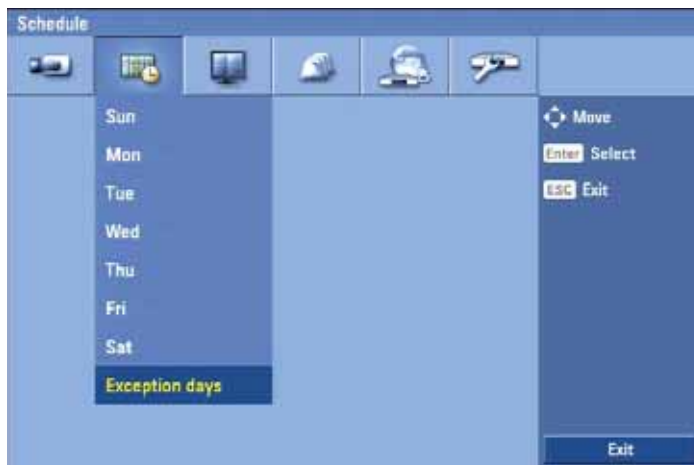 Schedule
Sun
Mon
Tue
Wed
Thu
Fri
Sat
Exception days
Move
Enter Select
ESC Exit
Exit